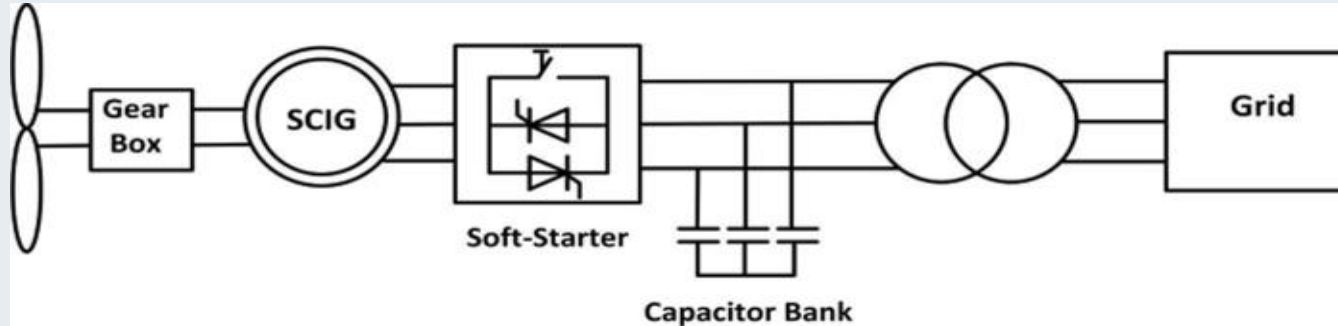 Gear
Box
SCIG
Grid
Soft-Starter
Capacitor Bank